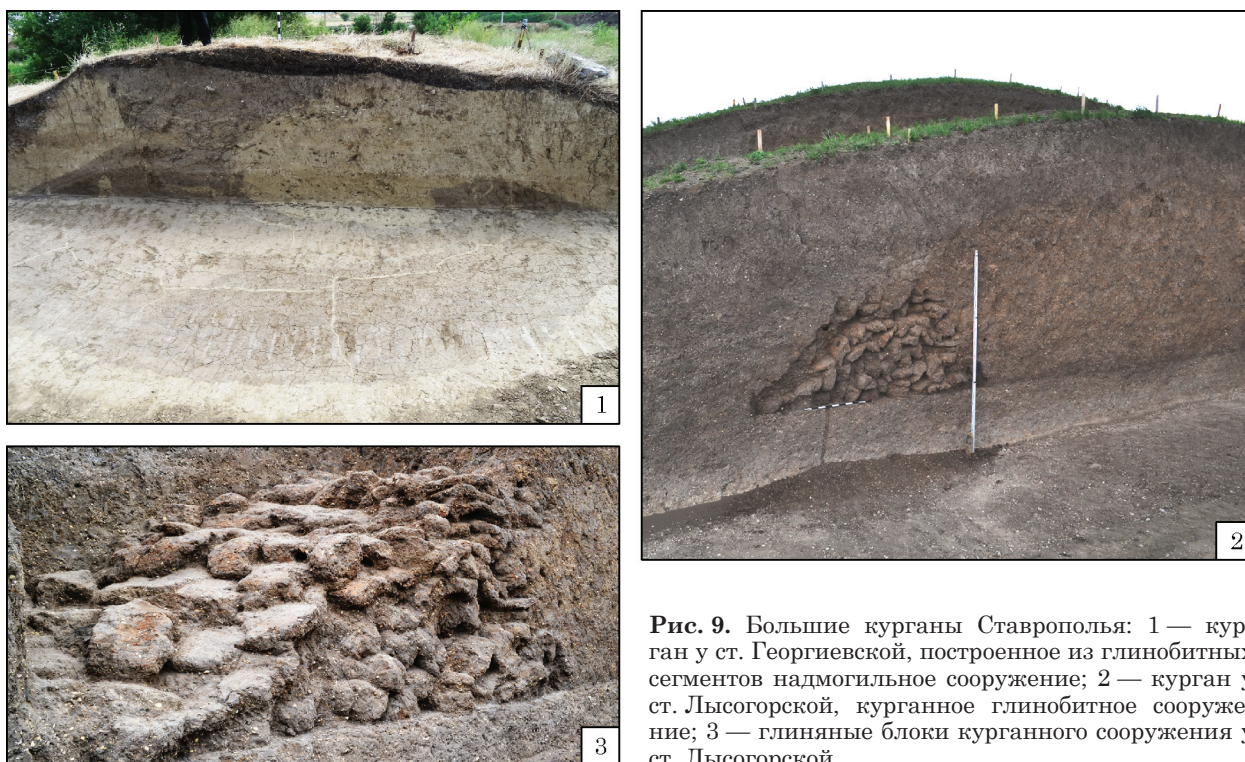 1
2
3
Рис. 9. Большие курганы Ставрополья: 1 — кур-
ган у ст. Георгиевской, построенное из глинобитных
сегментов надмогильное сооружение; 2 — курган у
ст. Лысогорской, курганное глинобитное сооруже-
ние; 3 — глиняные блоки курганного сооружения у
ст. Лысогорской